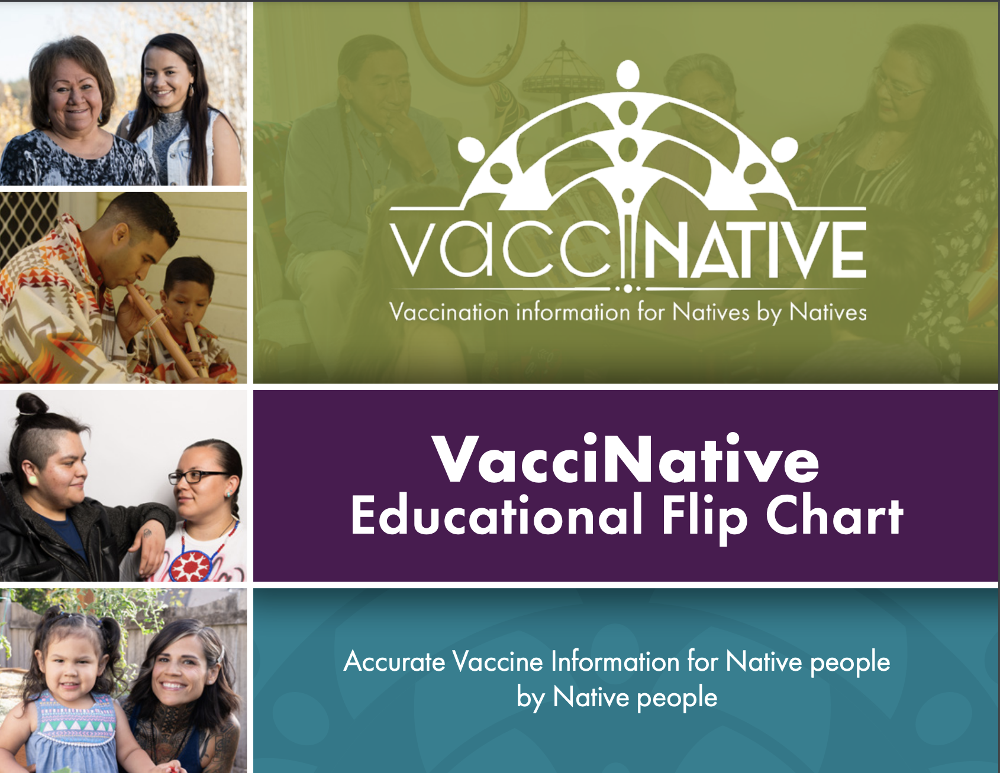 vaccINATIVE
Vaccination information for Natives by Natives
VacciNative
Educational Flip Chart
Accurate Vaccine Information for Native people
by Native people